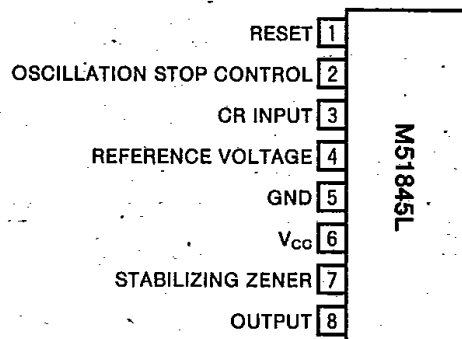 RESET 1
OSCILLATION STOP CONTROL 2
CR INPUT 3
REFERENCE VOLTAGE 4
GND 5
Vcc 6
STABILIZING ZENER 7
OUTPUT 8
M51845L